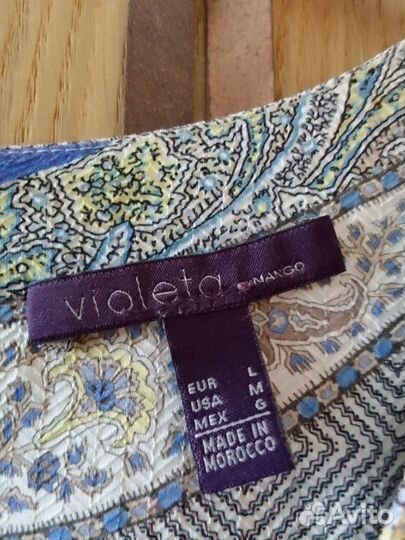 violeta BY MANGO
EUR L
USA M
MEX G
MADE IN
MOROCCO
Avito